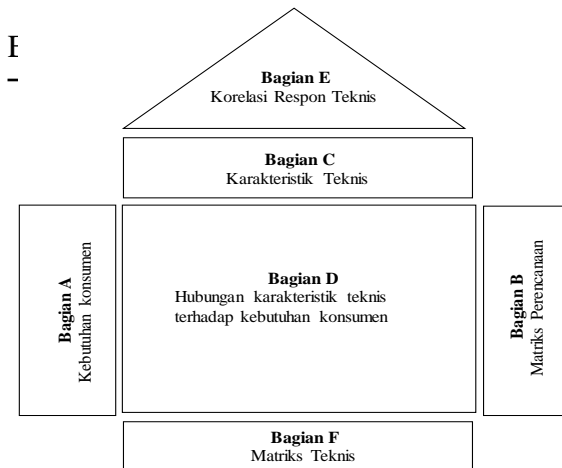 Bagian E
Korelasi Respon Teknis
Bagian C
Karakteristik Teknis
Bagian A
Kebutuhan konsumen
Bagian D
Hubungan karakteristik teknis
terhadap kebutuhan konsumen
Bagian B
Matriks Perencanaan
Bagian F
Matriks Teknis